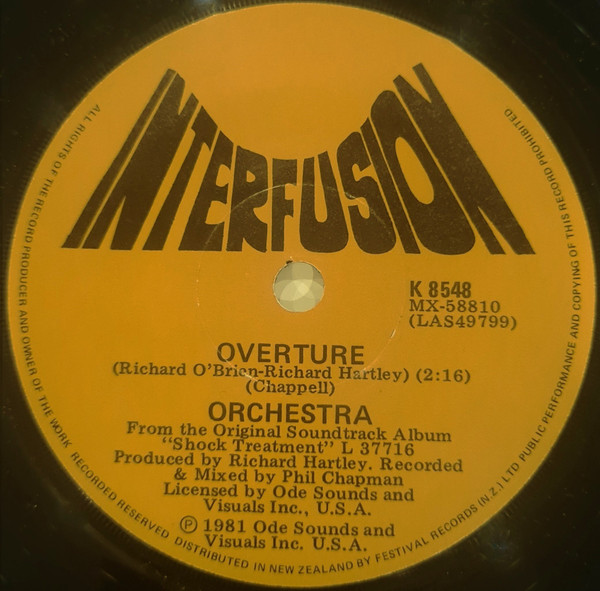 INTERFUSION
K 8548
MX-58810
(LAS49799)
OVERTURE
(Richard O'Brien-Richard Hartley) (2:16)
(Chappell)
ORCHESTRA
From the Original Soundtrack Album
"Shock Treatment" L 37716
Produced by Richard Hartley. Recorded
& Mixed by Phil Chapman
Licensed by Ode Sounds and
Visuals Inc., U.S.A.
℗ 1981 Ode Sounds and
Visuals Inc. U.S.A.
ALL RIGHTS OF THE RECORD PRODUCER AND OWNER OF THE WORK RECORDED RESERVED DISTRIBUTED IN NEW ZEALAND BY FESTIVAL RECORDS (N.Z.) LTD PUBLIC PERFORMANCE AND COPYING OF THIS RECORD PROHIBITED